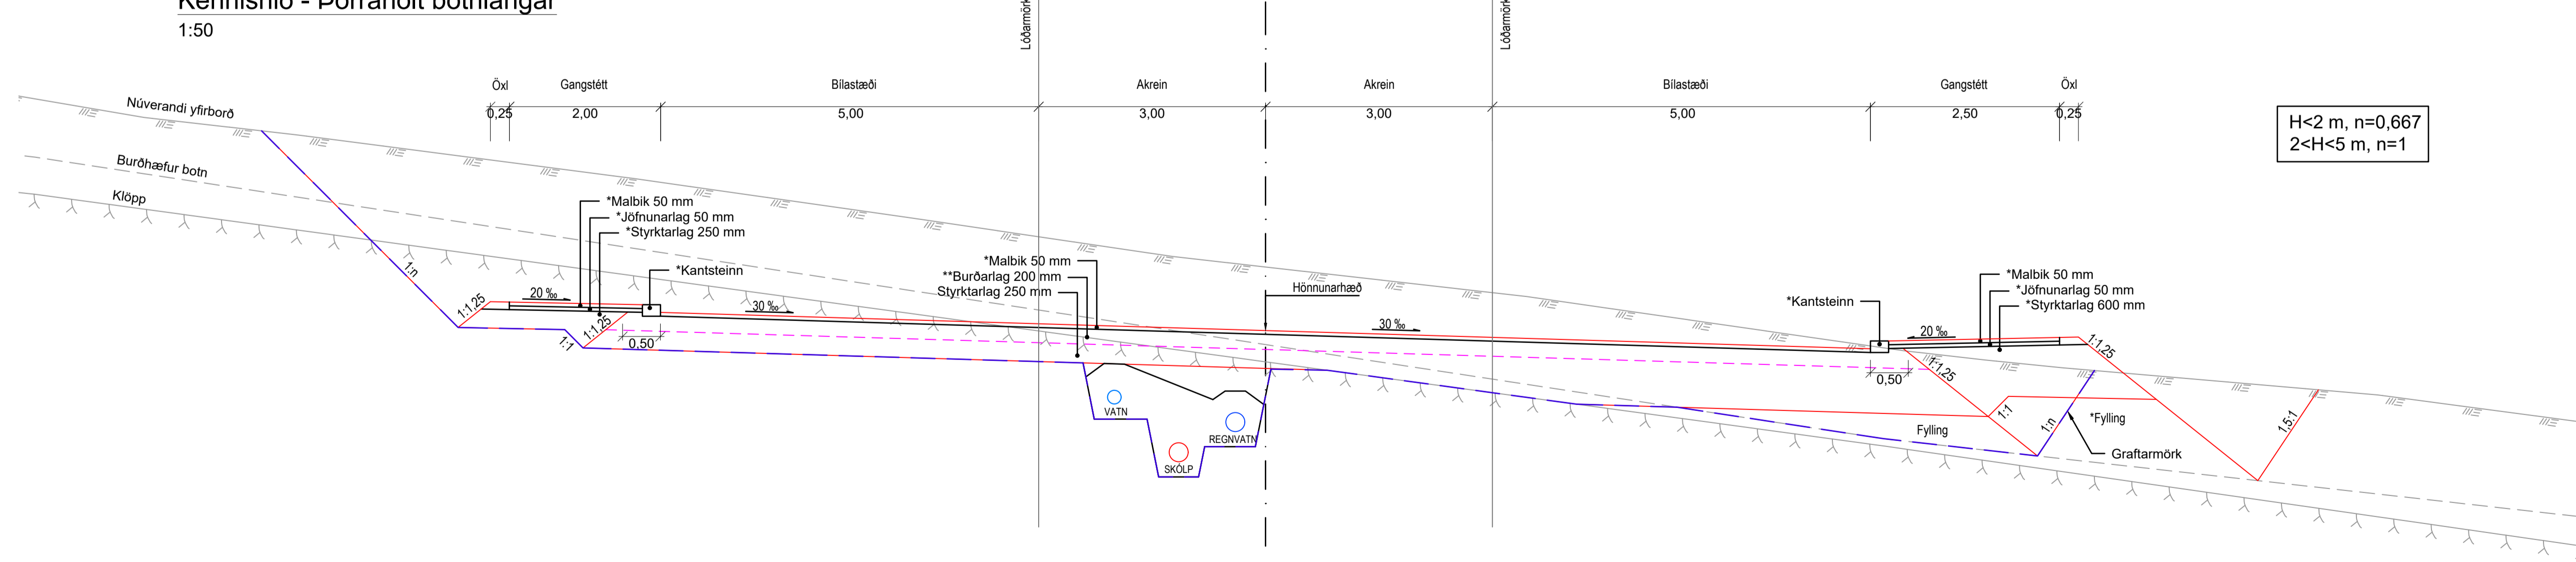 Kennisnið - Þorraholt botnlangar
1:50
Lóðarmörk
Lóðarmörk
Öxl
Gangstétt
Bílastæði
Akrein
Akrein
Bílastæði
Gangstétt
Öxl
0,25
2,00
5,00
3,00
3,00
5,00
2,50
0,25
H<2 m, n=0,667
2<H<5 m, n=1
Núverandi yfirborð
Burðhæfur botn
Klöpp
*Malbik 50 mm
*Jöfnunarlag 50 mm
*Styrktarlag 250 mm
*Kantsteinn
*Malbik 50 mm
**Burðarlag 200 mm
Styrktarlag 250 mm
Hönnunarhæð
*Kantsteinn
*Malbik 50 mm
*Jöfnunarlag 50 mm
*Styrktarlag 600 mm
1:n
1:1,25
20 ‰
30 ‰
1:1
1:1,25
0,50
30 ‰
20 ‰
1:1,25
0,50
1:1,25
1:1
1:n
1,5:1
*Fylling
Fylling
Graftarmörk
VATN
REGNVATN
SKÓLP